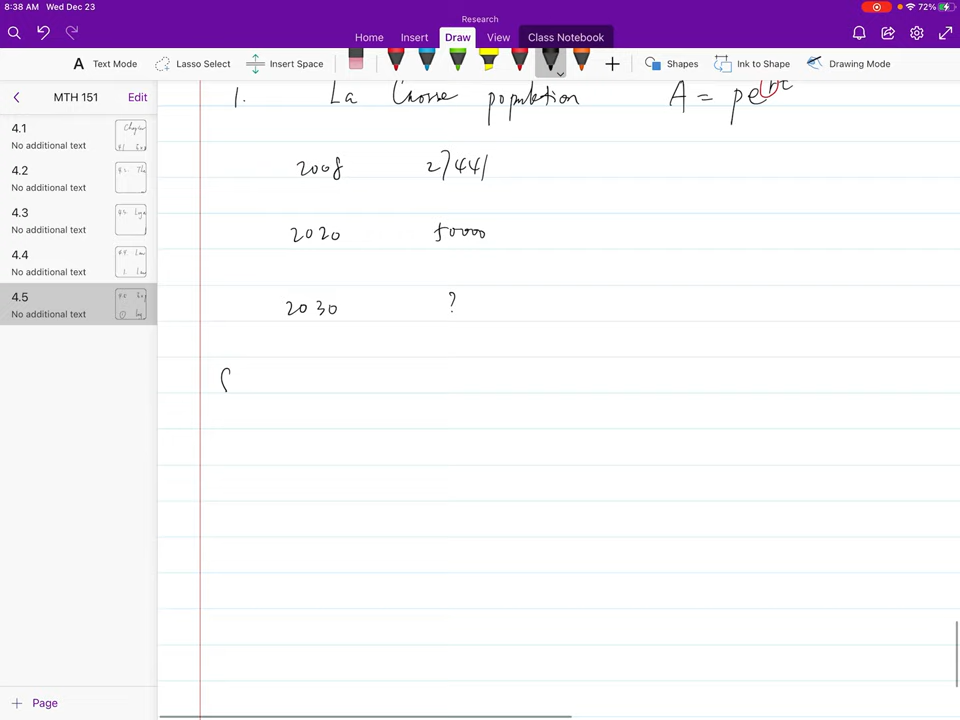 8:38 AM Wed Dec 23
72%
Research
Home Insert Draw View Class Notebook
A Text Mode Lasso Select Insert Space + Shapes Ink to Shape Drawing Mode
MTH 151 Edit
4.1
No additional text
4.2
No additional text
4.3
No additional text
4.4
No additional text
4.5
No additional text
+ Page
1. La Crosse population A = pe
2008 27441
2020 50000
2030 ?